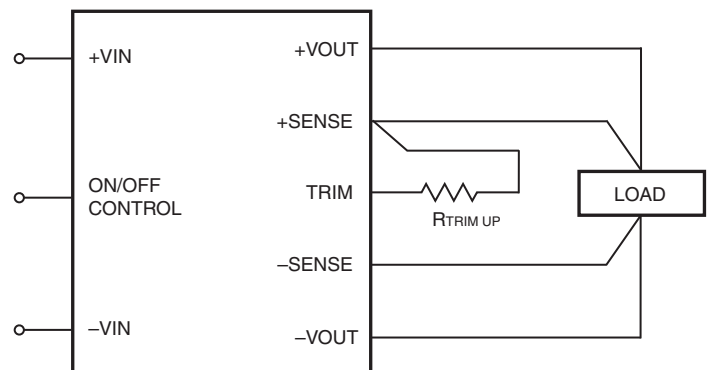 +VIN
+VOUT
+SENSE
ON/OFF
CONTROL
TRIM
RTRIM UP
LOAD
–SENSE
–VIN
–VOUT